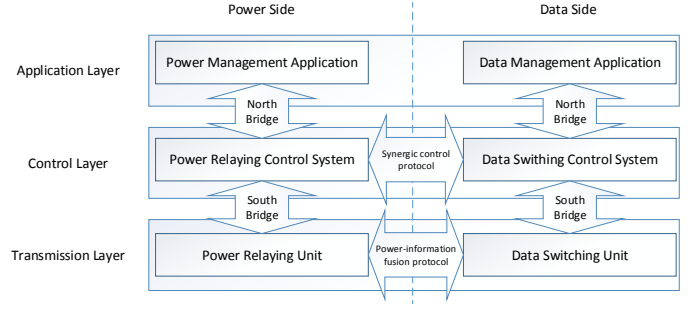 Power Side
Data Side
Application Layer
Power Management Application
Data Management Application
North
Bridge
North
Bridge
Control Layer
Power Relaying Control System
Synergic control
protocol
Data Swithing Control System
South
Bridge
South
Bridge
Transmission Layer
Power Relaying Unit
Power-information
fusion protocol
Data Switching Unit